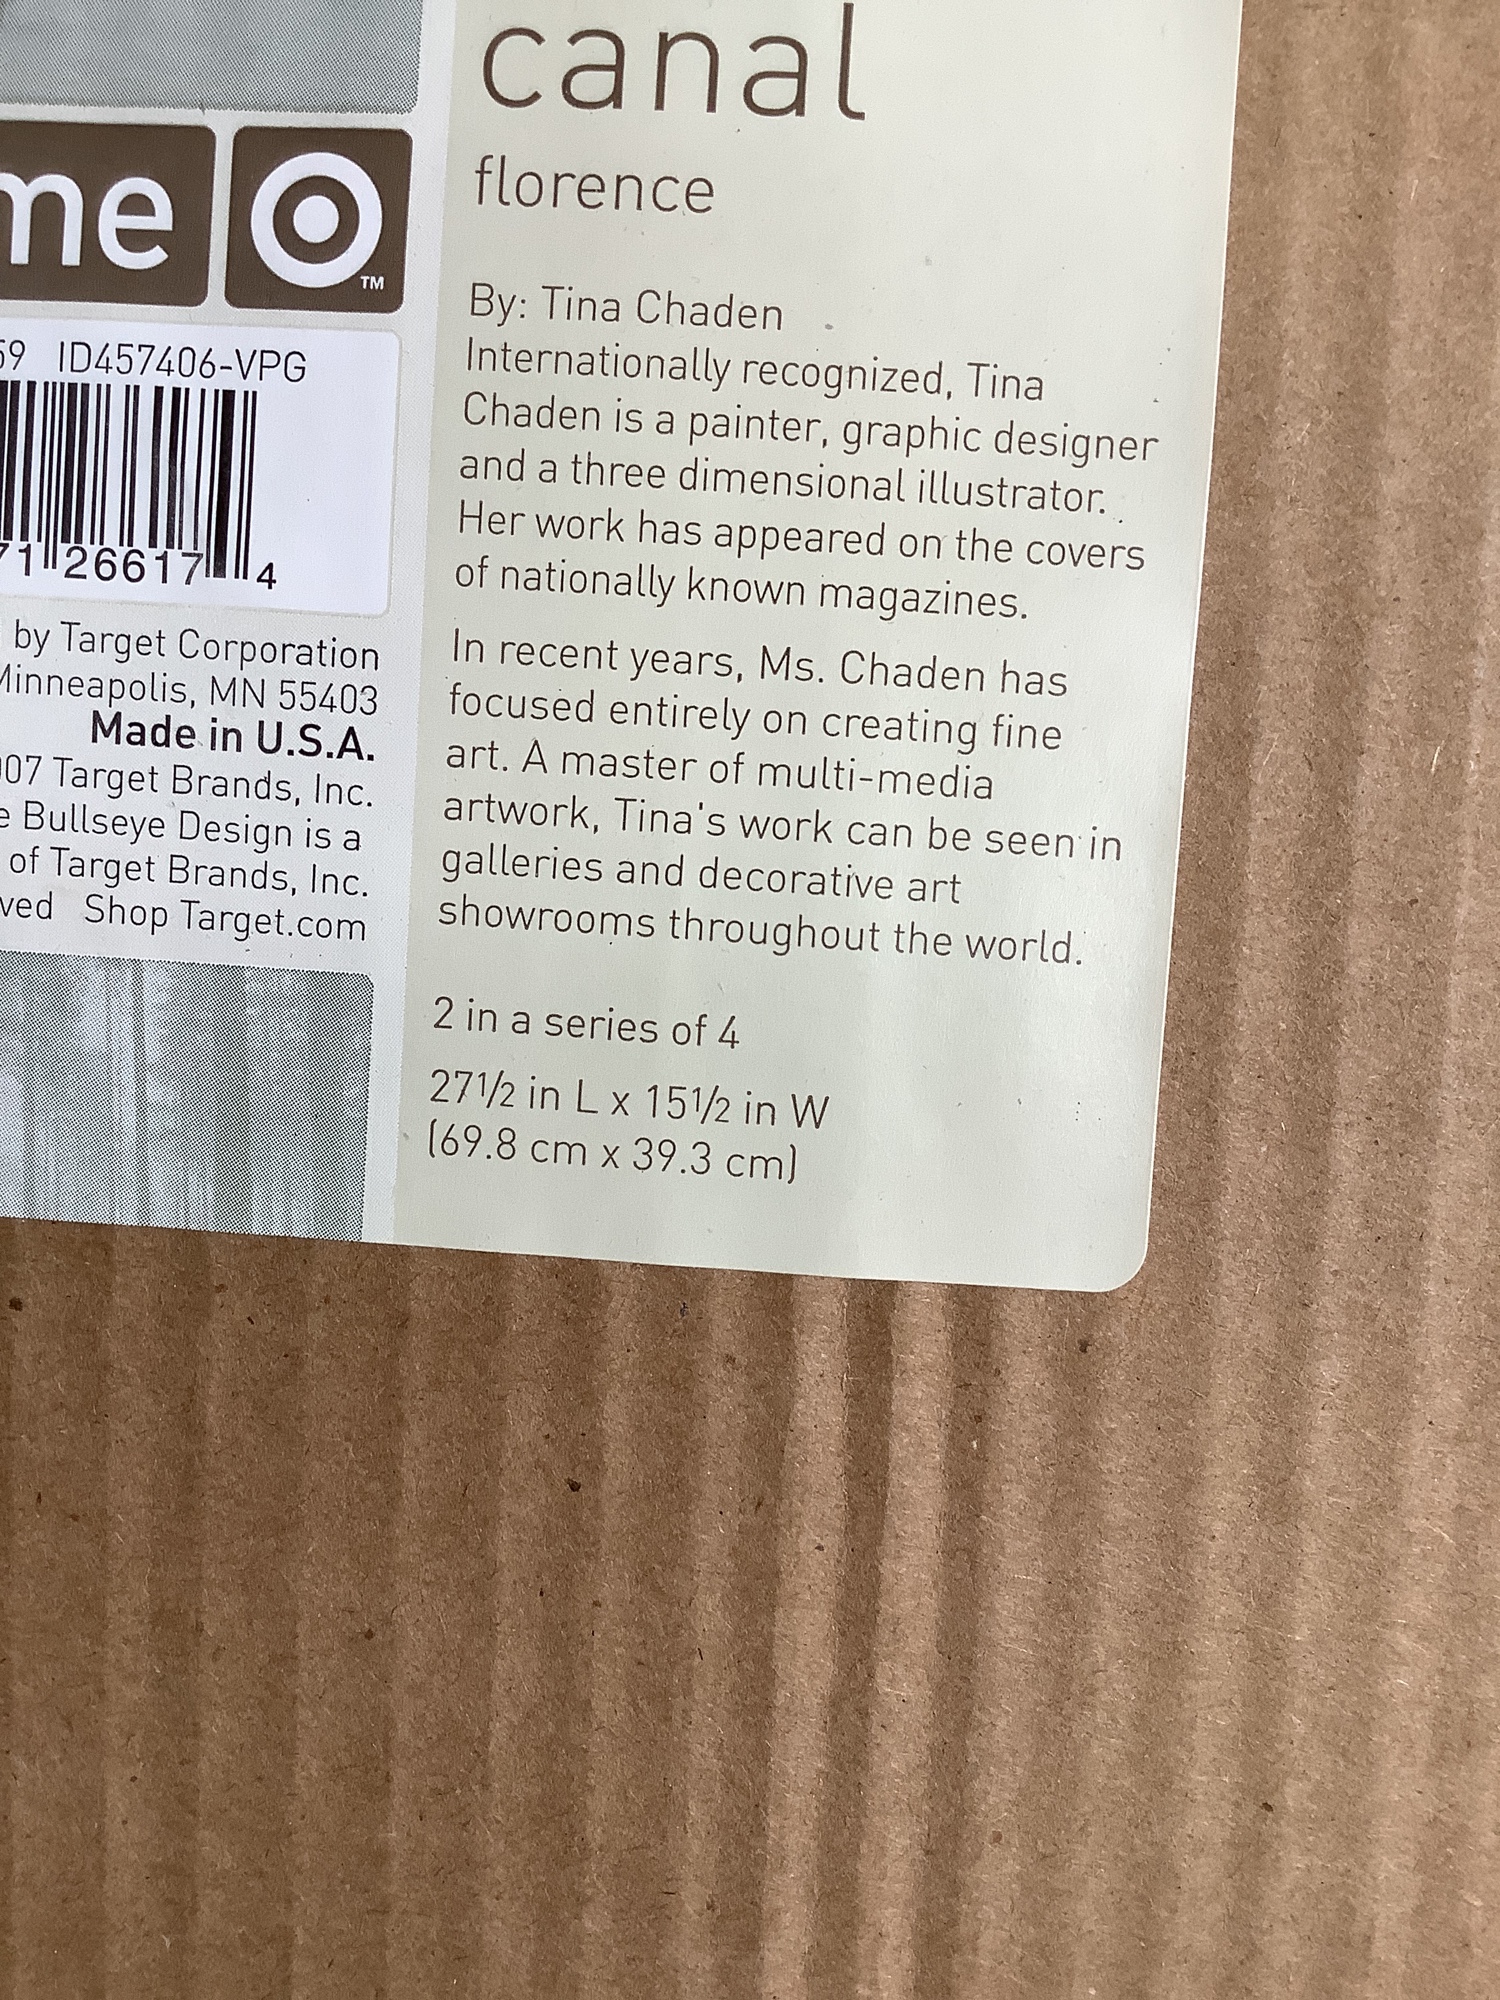 canal
florence
By: Tina Chaden
Internationally recognized, Tina
Chaden is a painter, graphic designer
and a three dimensional illustrator.
Her work has appeared on the covers
of nationally known magazines.
In recent years, Ms. Chaden has
focused entirely on creating fine
art. A master of multi-media
artwork, Tina's work can be seen in
galleries and decorative art
showrooms throughout the world.
2 in a series of 4
27 1/2 in L x 15 1/2 in W
(69.8 cm x 39.3 cm)
me
TM
59 ID457406-VPG
71 26617 4
by Target Corporation
Minneapolis, MN 55403
Made in U.S.A.
07 Target Brands, Inc.
e Bullseye Design is a
of Target Brands, Inc.
ved Shop Target.com